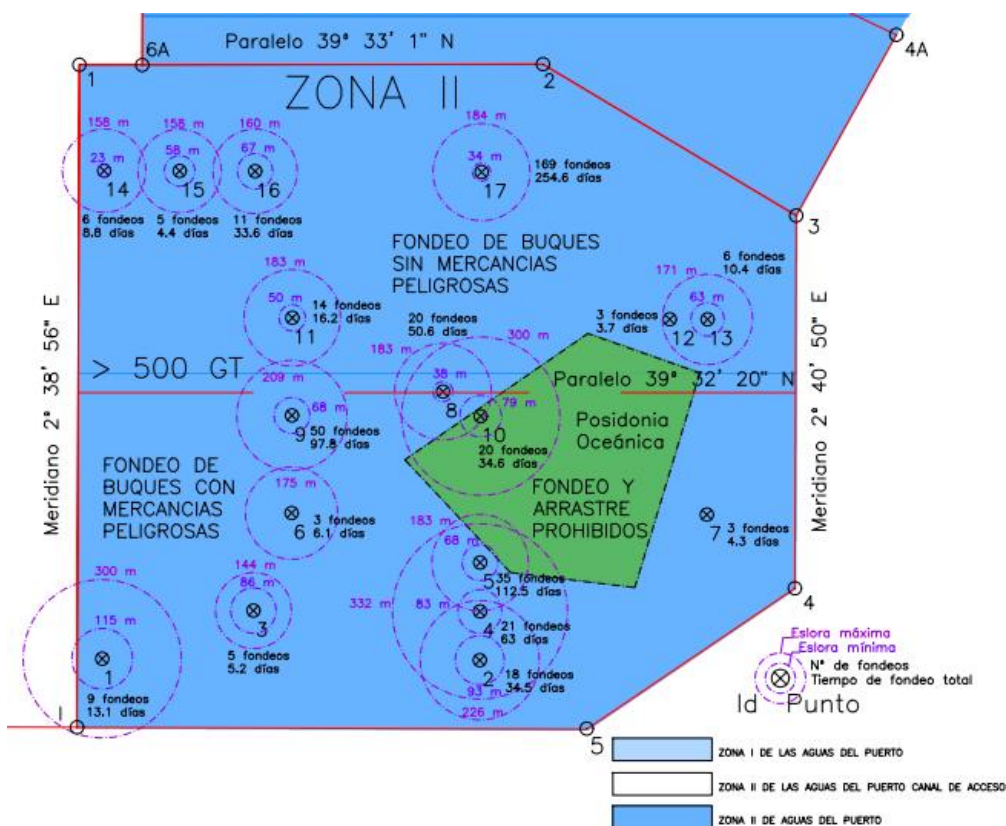 Paralelo 39º 33' 1" N
6A
4A
1
2
ZONA II
158 m
158 m
160 m
184 m
23 m
58 m
67 m
34 m
169 fondeos
254.6 días
14
15
16
17
6 fondeos
8.8 días
5 fondeos
4.4 días
11 fondeos
33.6 días
3
FONDEO DE BUQUES
SIN MERCANCIAS
PELIGROSAS
6 fondeos
10.4 días
183 m
50 m
14 fondeos
16.2 días
11
171 m
63 m
3 fondeos
3.7 días
12
13
20 fondeos
50.6 días
300 m
183 m
38 m
8
> 500 GT
Paralelo 39º 32' 20" N
Meridiano 2º 38' 56" E
Meridiano 2º 40' 50" E
209 m
68 m
9
50 fondeos
97.8 días
79 m
10
20 fondeos
34.6 días
Posidonia
Oceánica
FONDEO DE
BUQUES CON
MERCANCIAS
PELIGROSAS
FONDEO Y
ARRASTRE
PROHIBIDOS
175 m
6
3 fondeos
6.1 días
7
3 fondeos
4.3 días
183 m
68 m
5
35 fondeos
112.5 días
144 m
86 m
3
5 fondeos
5.2 días
332 m
83 m
4
21 fondeos
63 días
4
300 m
115 m
1
9 fondeos
13.1 días
2
18 fondeos
34.5 días
93 m
226 m
I
5
Eslora máxima
Eslora mínima
Nº de fondeos
Tiempo de fondeo total
Id Punto
ZONA I DE LAS AGUAS DEL PUERTO
ZONA II DE LAS AGUAS DEL PUERTO CANAL DE ACCESO
ZONA II DE AGUAS DEL PUERTO